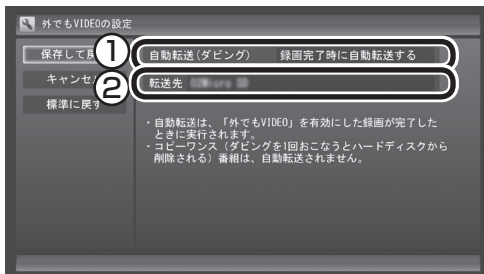 外でもVIDEOの設定
保存して戻
①
自動転送(ダビング) 録画完了時に自動転送する
キャンセル
②
転送先
標準に戻す
・自動転送は、「外でもVIDEO」を有効にした録画が完了した
ときに実行されます。
・コピーワンス（ダビングを1回おこなうとハードディスクから
削除される）番組は、自動転送されません。